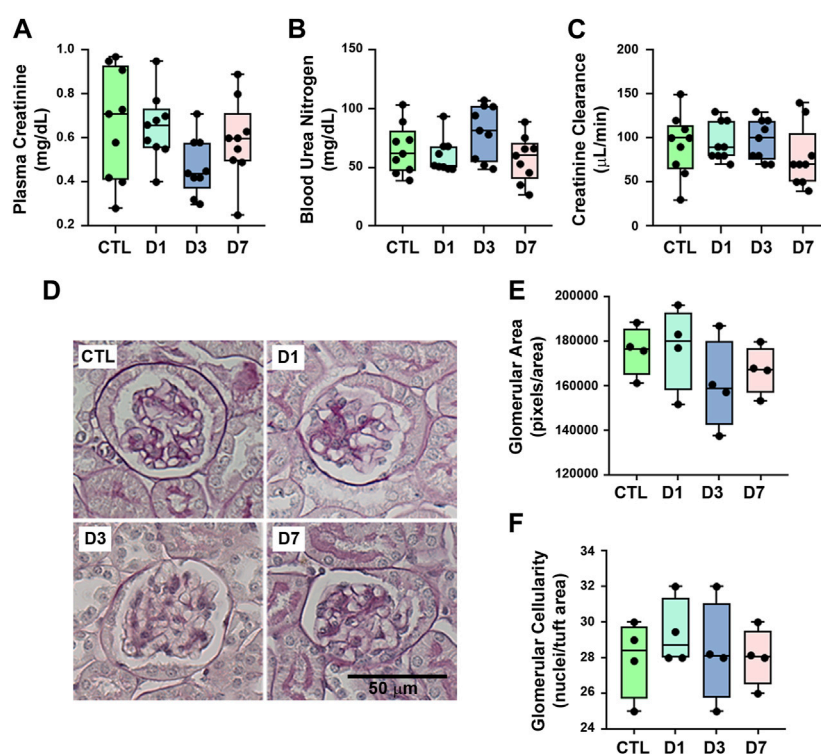 A
Plasma Creatinine
(mg/dL)
1.0
0.8
0.6
0.4
0.2
CTL D1 D3 D7
B
Blood Urea Nitrogen
(mg/dL)
150
100
50
0
CTL D1 D3 D7
C
Creatinine Clearance
(µL/min)
200
150
100
50
0
CTL D1 D3 D7
D
CTL
D1
D3
D7
50 µm
E
Glomerular Area
(pixels/area)
200000
180000
160000
140000
120000
CTL D1 D3 D7
F
Glomerular Cellularity
(nuclei/tuft area)
34
32
30
28
26
24
CTL D1 D3 D7